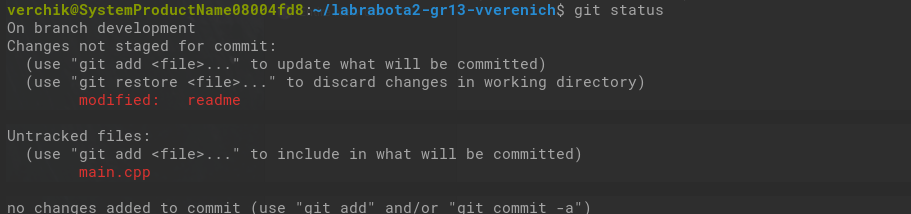 verchik@SystemProductName08004fd8:~/labrabota2-gr13-vverenich$ git status
On branch development
Changes not staged for commit:
  (use "git add <file>..." to update what will be committed)
  (use "git restore <file>..." to discard changes in working directory)
        modified:   readme

Untracked files:
  (use "git add <file>..." to include in what will be committed)
        main.cpp

no changes added to commit (use "git add" and/or "git commit -a")